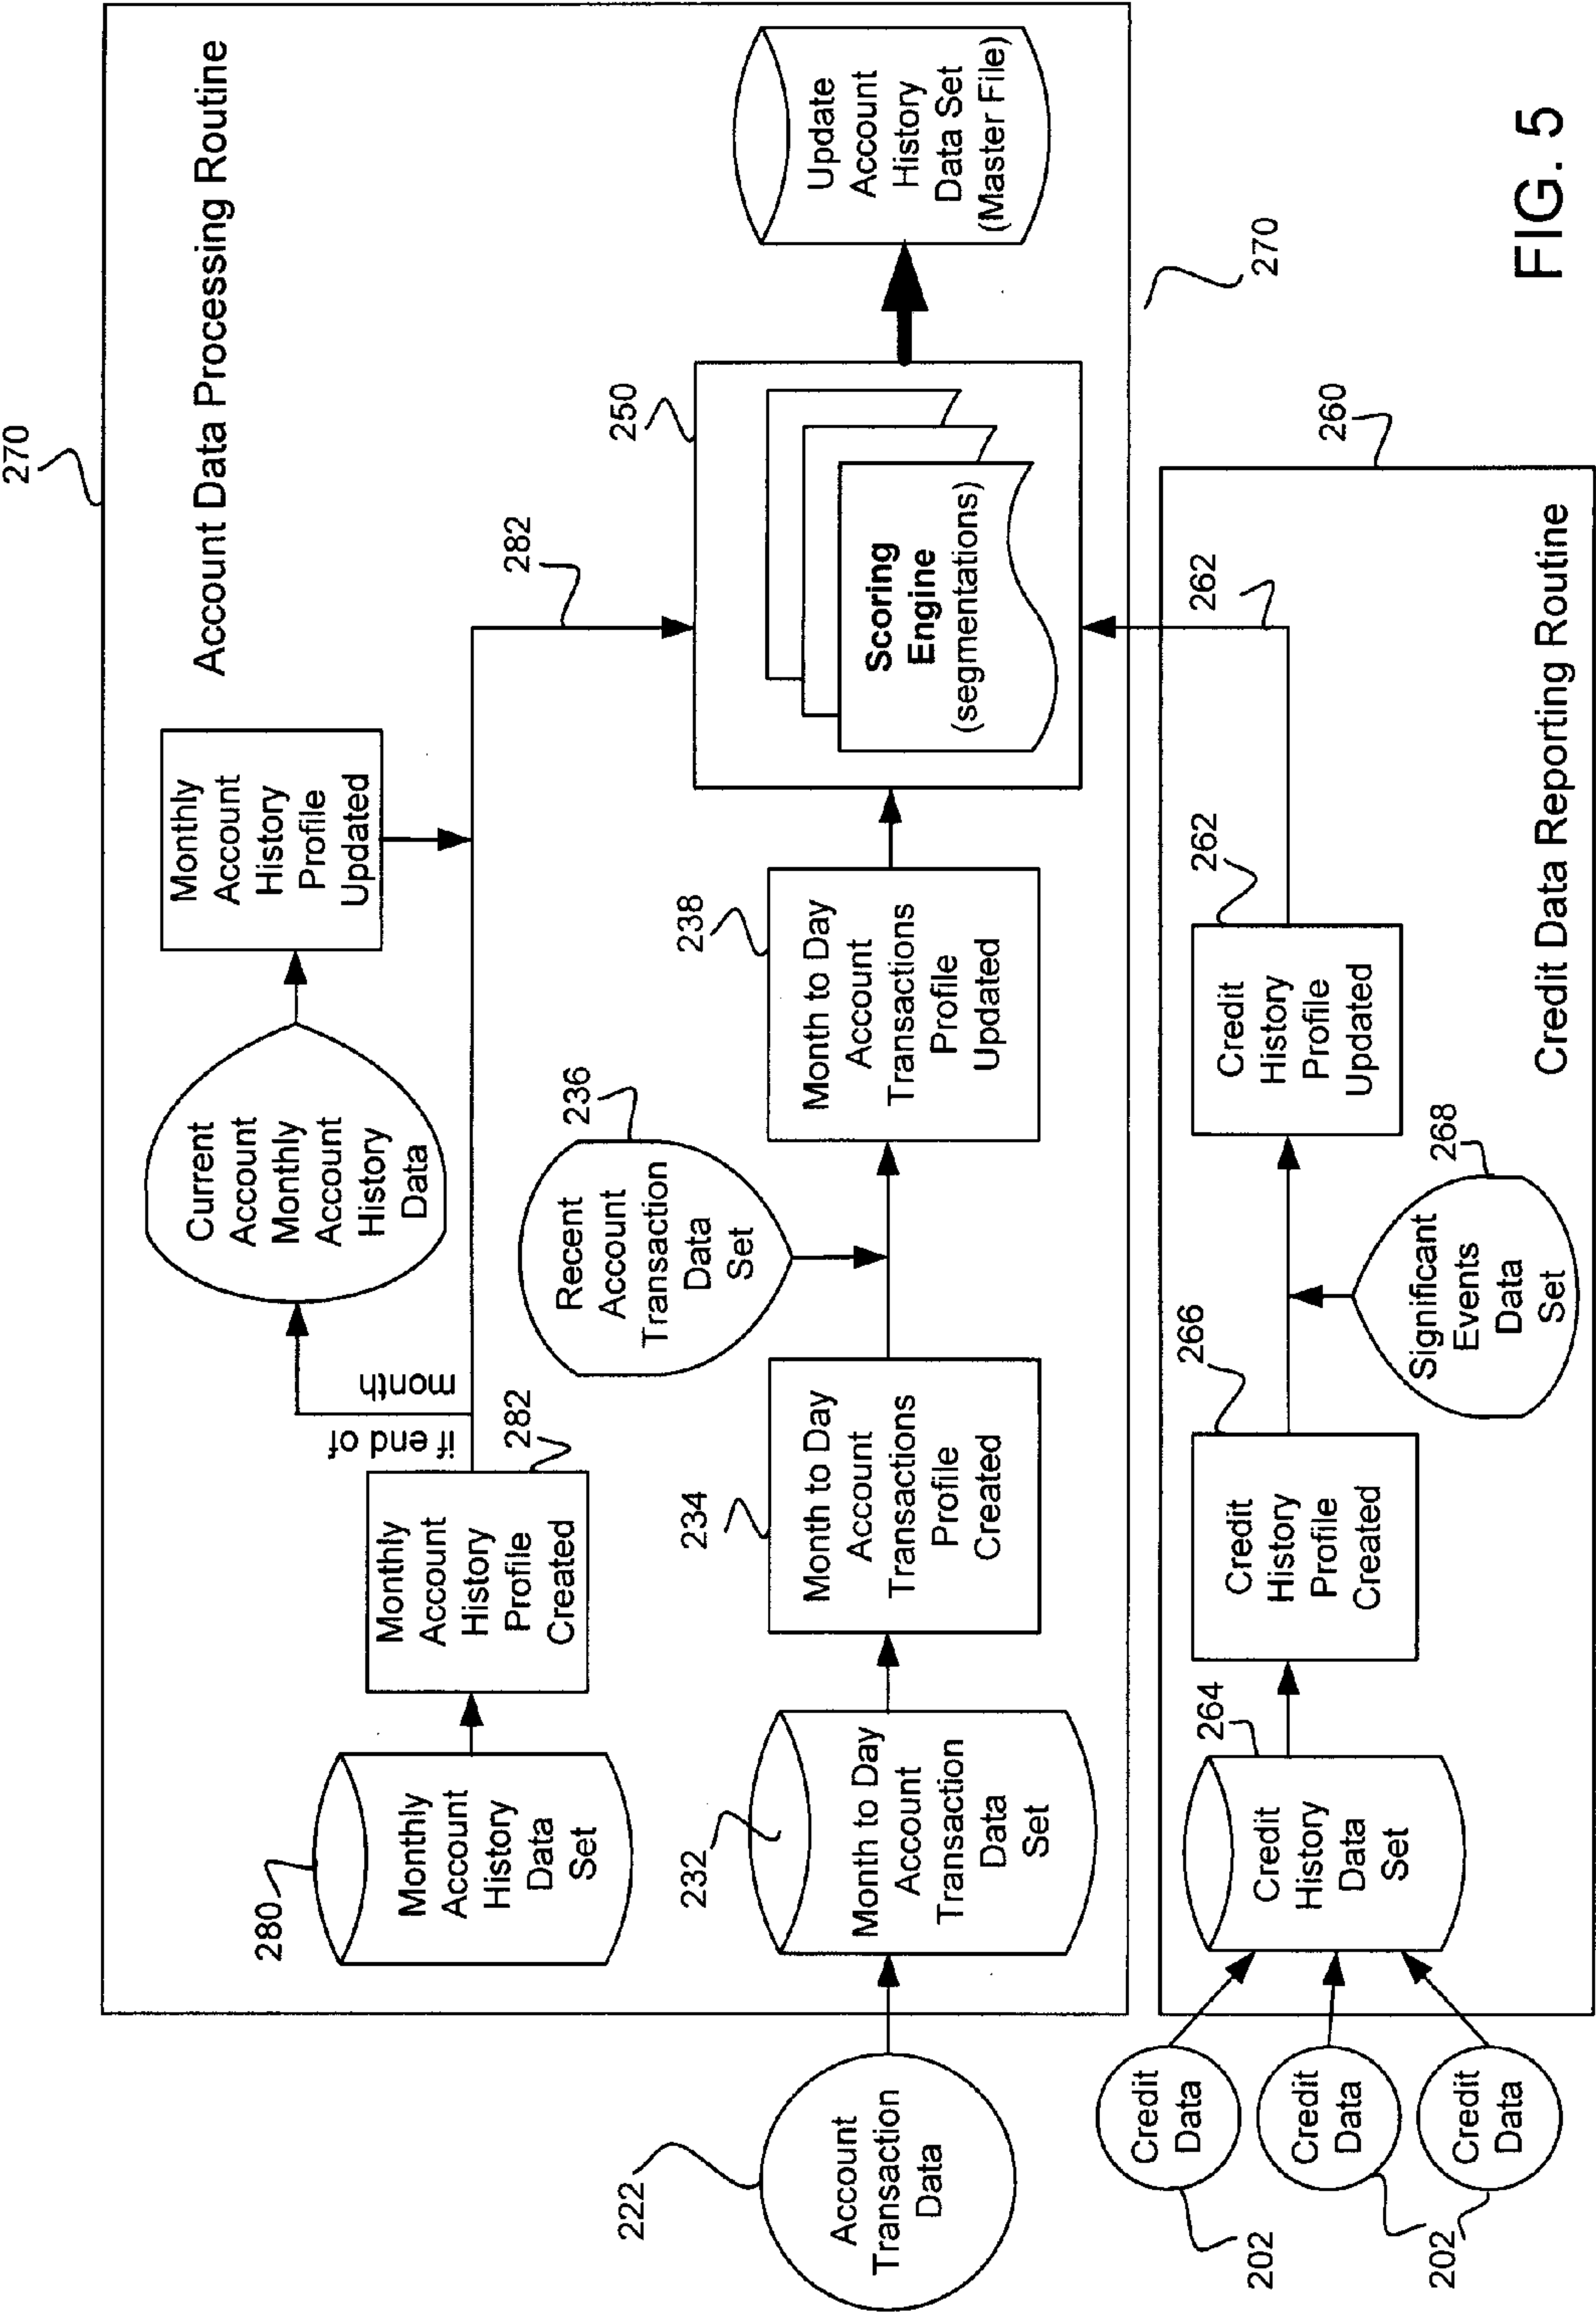 270
Account Data Processing Routine
280
Monthly
Account
History
Data
Set
Monthly
Account
History
Profile
Created
282
if end of
month
Current
Account
Monthly
Account
History
Data
Monthly
Account
History
Profile
Updated
282
222
Account
Transaction
Data
232
Month to Day
Account
Transaction
Data
Set
234
Month to Day
Account
Transactions
Profile
Created
236
Recent
Account
Transaction
Data
Set
238
Month to Day
Account
Transactions
Profile
Updated
250
Scoring
Engine
(segmentations)
Update
Account
History
Data Set
(Master File)
270
202
Credit
Data
Credit
Data
Credit
Data
202
264
Credit
History
Data
Set
266
Credit
History
Profile
Created
268
Significant
Events
Data
Set
262
Credit
History
Profile
Updated
262
260
Credit Data Reporting Routine
FIG. 5